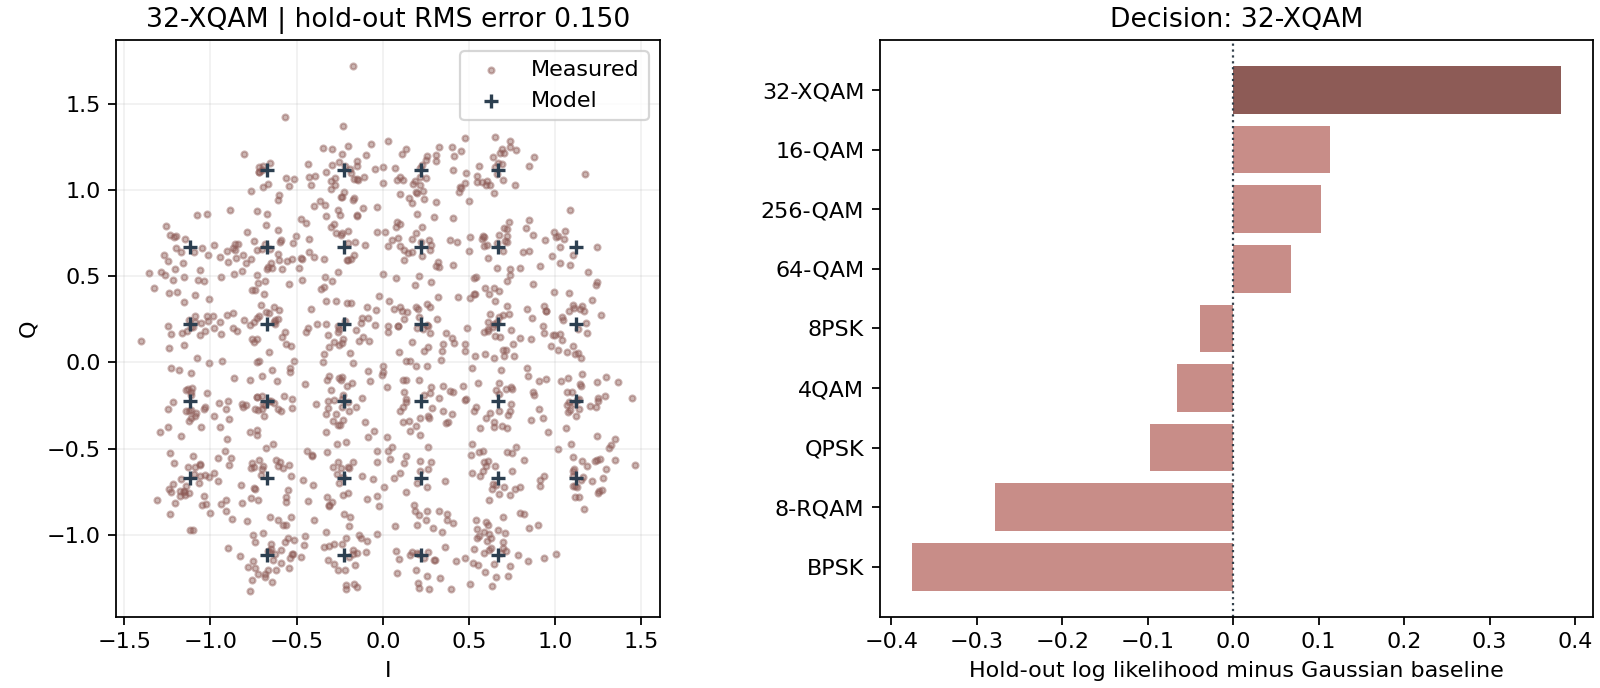 32-XQAM | hold-out RMS error 0.150
Measured
Model
Q
1.5
1.0
0.5
0.0
−0.5
−1.0
−1.5
−1.0
−0.5
0.0
0.5
1.0
1.5
I
Decision: 32-XQAM
32-XQAM
16-QAM
256-QAM
64-QAM
8PSK
4QAM
QPSK
8-RQAM
BPSK
−0.4
−0.3
−0.2
−0.1
0.0
0.1
0.2
0.3
0.4
Hold-out log likelihood minus Gaussian baseline